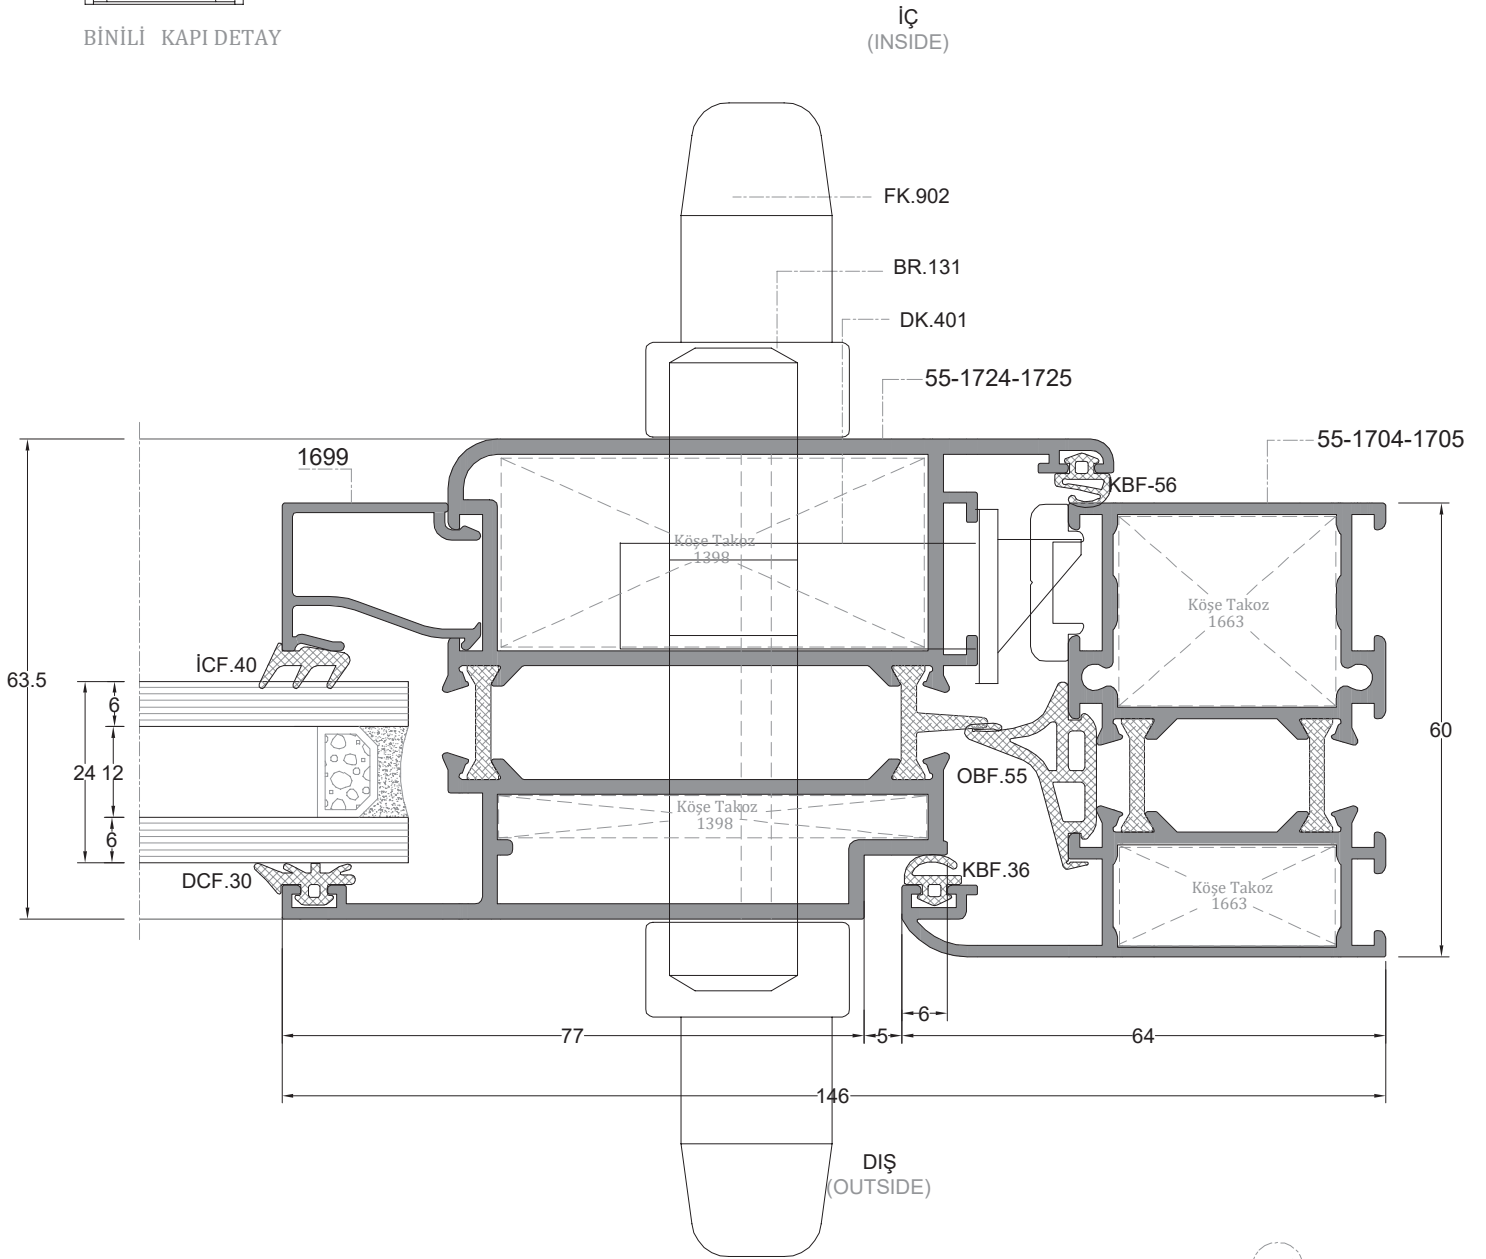 BİNİLİ KAPI DETAY
İÇ
(INSIDE)
FK.902
BR.131
DK.401
55-1724-1725
55-1704-1705
1699
KBF-56
Köşe Takoz
1398
Köşe Takoz
1663
İCF.40
63.5
6
24 12
6
60
OBF.55
Köşe Takoz
1398
DCF.30
KBF.36
Köşe Takoz
1663
6
77
5
64
146
DIŞ
(OUTSIDE)